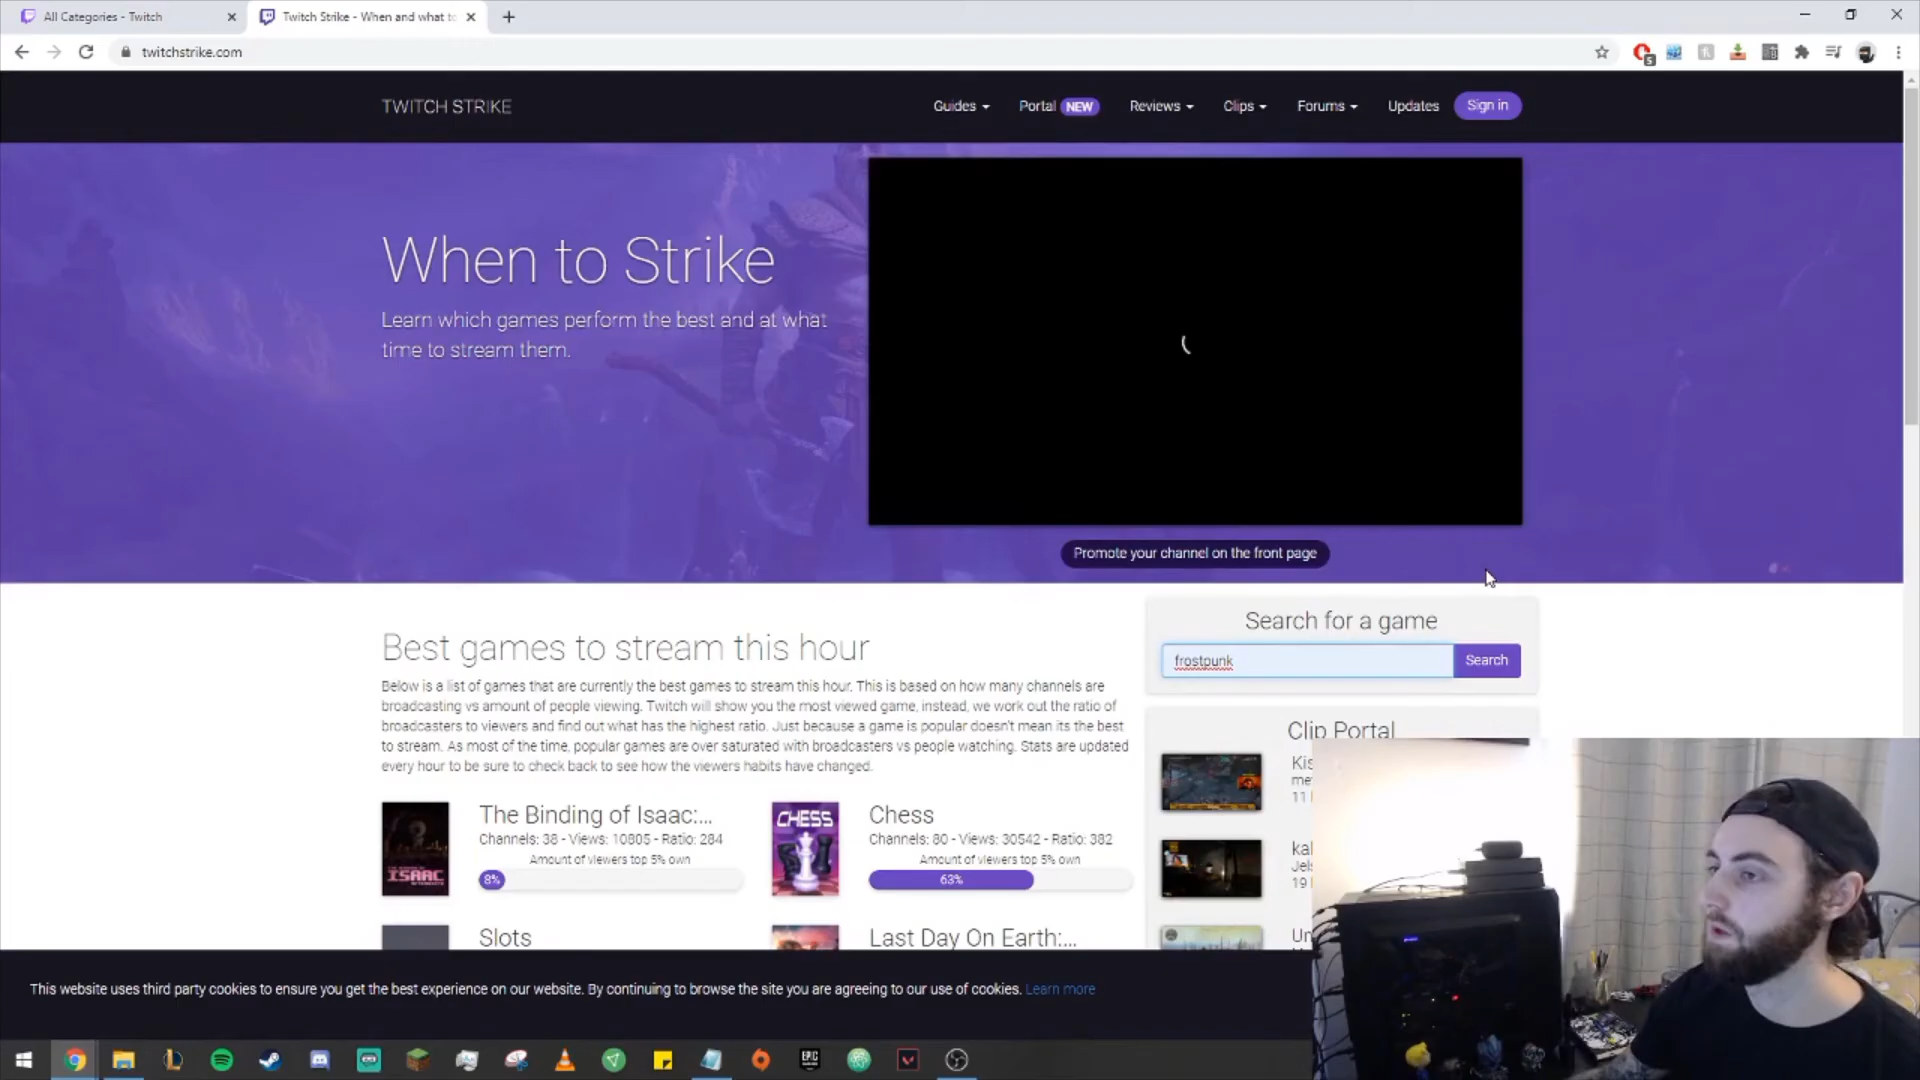 All Categories - Twitch
Twitch Strike - When and what to
twitchstrike.com
5
TWITCH STRIKE
Guides
Portal NEW
Reviews
Clips
Forums
Updates
Sign in
When to Strike
Learn which games perform the best and at what
time to stream them.
Promote your channel on the front page
Search for a game
frostpunk
Search
Best games to stream this hour
Below is a list of games that are currently the best games to stream this hour. This is based on how many channels are
broadcasting vs amount of people viewing. Twitch will show you the most viewed game, instead, we work out the ratio of
broadcasters to viewers and find out what has the highest ratio. Just because a game is popular doesn't mean its the best
to stream. As most of the time, popular games are over saturated with broadcasters vs people watching. Stats are updated
every hour to be sure to check back to see how the viewers habits have changed.
Clip Portal
Kis
me
11
kal
Jels
19
Un
ISAAC
The Binding of Isaac:...
Channels: 38 - Views: 10805 - Ratio: 284
Amount of viewers top 5% own
8%
CHESS
Chess
Channels: 80 - Views: 30542 - Ratio: 382
Amount of viewers top 5% own
63%
Slots
Last Day On Earth:...
This website uses third party cookies to ensure you get the best experience on our website. By continuing to browse the site you are agreeing to our use of cookies. Learn more
EPIC